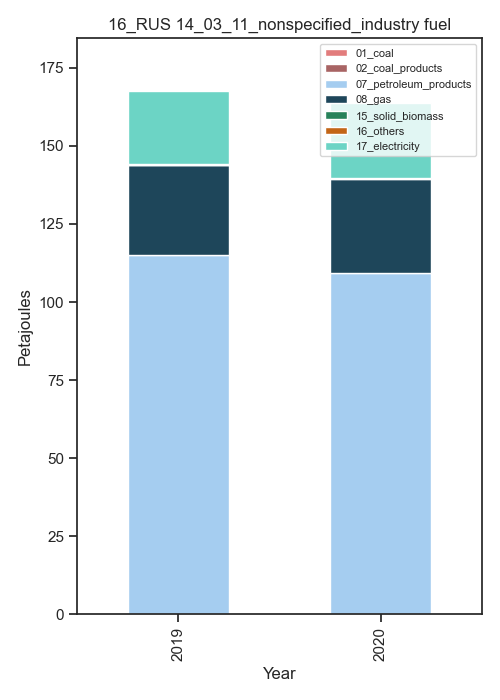 16_RUS 14_03_11_nonspecified_industry fuel
01_coal
02_coal_products
07_petroleum_products
08_gas
15_solid_biomass
16_others
17_electricity
175
150
125
100
75
50
25
0
Petajoules
2019
2020
Year